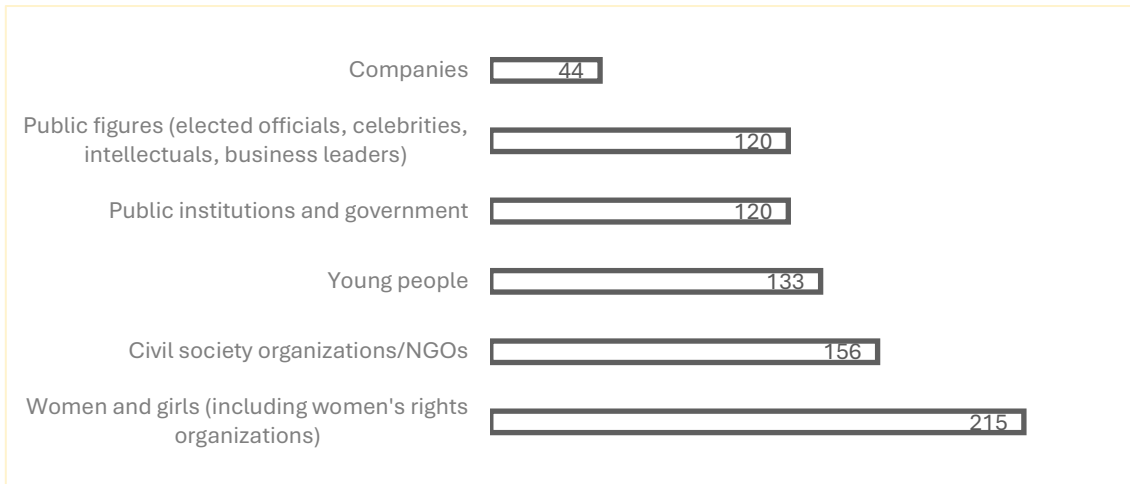 Companies
44
Public figures (elected officials, celebrities,
intellectuals, business leaders)
120
Public institutions and government
120
Young people
133
Civil society organizations/NGOs
156
Women and girls (including women's rights
organizations)
215